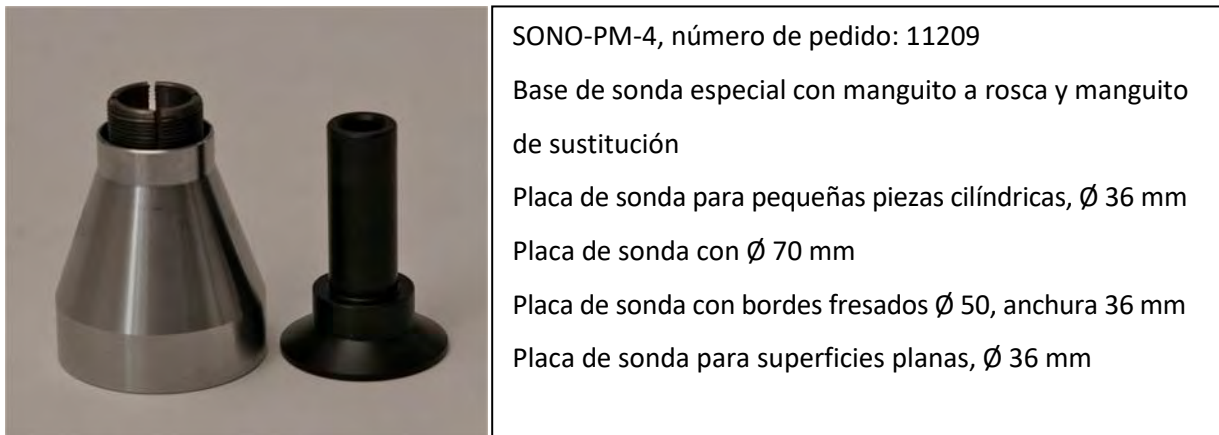 SONO-PM-4, número de pedido: 11209
Base de sonda especial con manguito a rosca y manguito
de sustitución
Placa de sonda para pequeñas piezas cilíndricas, Ø 36 mm
Placa de sonda con Ø 70 mm
Placa de sonda con bordes fresados Ø 50, anchura 36 mm
Placa de sonda para superficies planas, Ø 36 mm